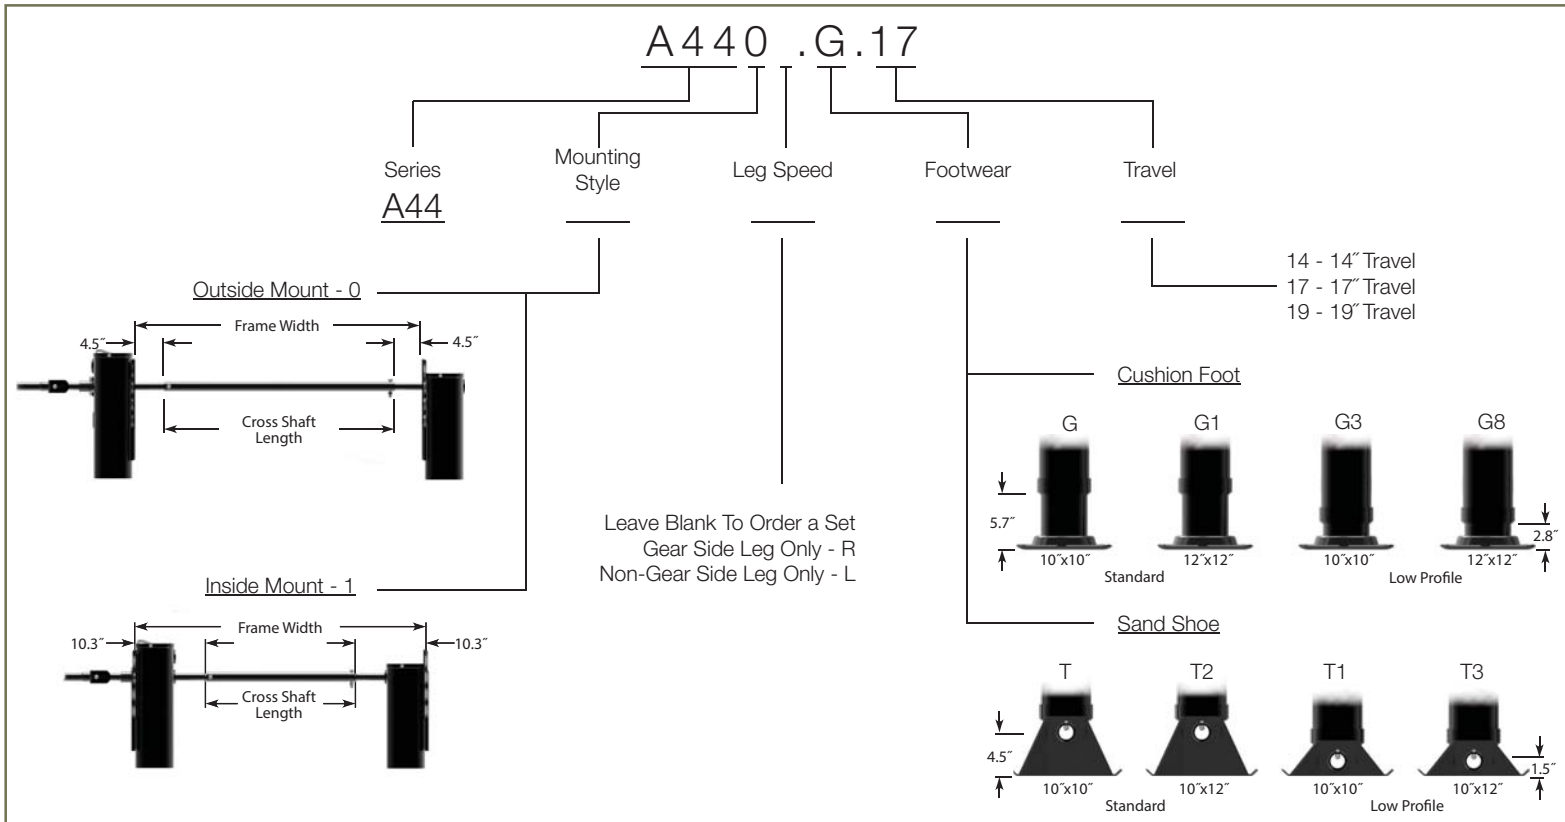 A440 .G.17
Series
Mounting
Style
Leg Speed
Footwear
Travel
A44
14 - 14˝ Travel
17 - 17˝ Travel
19 - 19˝ Travel
Outside Mount - 0
Frame Width
4.5˝
4.5˝
Cross Shaft
Length
Leave Blank To Order a Set
Gear Side Leg Only - R
Non-Gear Side Leg Only - L
Inside Mount - 1
Frame Width
10.3˝
10.3˝
Cross Shaft
Length
Cushion Foot
G G1 G3 G8
5.7˝
2.8˝
10˝x10˝ 12˝x12˝ 10˝x10˝ 12˝x12˝
Standard Low Profile
Sand Shoe
T T2 T1 T3
4.5˝
1.5˝
10˝x10˝ 10˝x12˝ 10˝x10˝ 10˝x12˝
Standard Low Profile